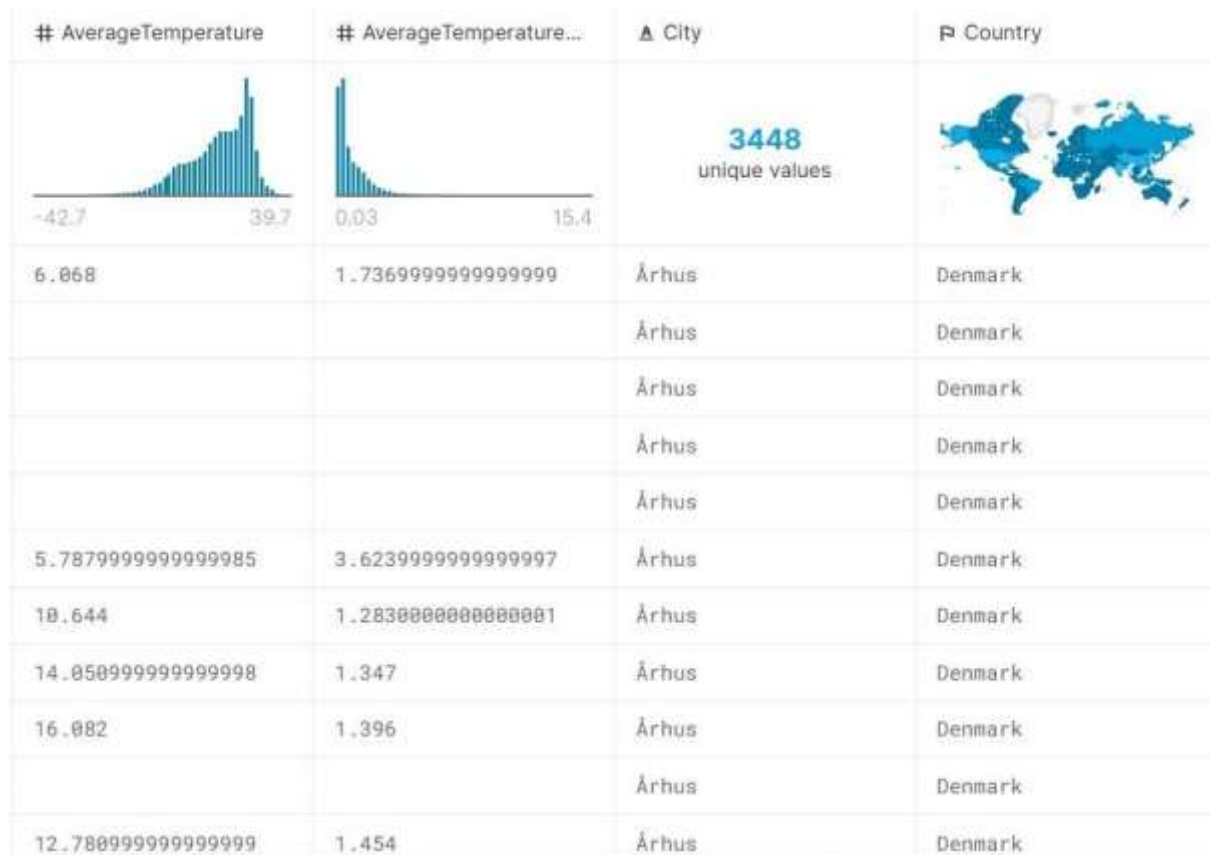 # AverageTemperature # AverageTemperature... A City Country
3448
unique values
-42.7 39.7 0.03 15.4
6.068 1.7369999999999999 Århus Denmark
Århus Denmark
Århus Denmark
Århus Denmark
Århus Denmark
5.7879999999999985 3.6239999999999997 Århus Denmark
10.644 1.2830000000000001 Århus Denmark
14.050999999999998 1.347 Århus Denmark
16.082 1.396 Århus Denmark
Århus Denmark
12.780999999999999 1.454 Århus Denmark